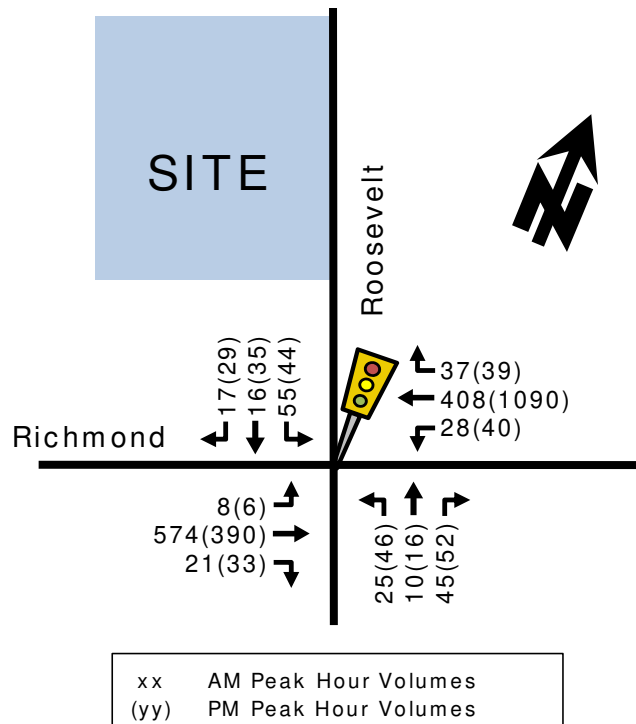 SITE
Roosevelt
17(29)
16(35)
55(44)
37(39)
408(1090)
28(40)
Richmond
8(6)
574(390)
21(33)
25(46)
10(16)
45(52)
xx AM Peak Hour Volumes
(yy) PM Peak Hour Volumes